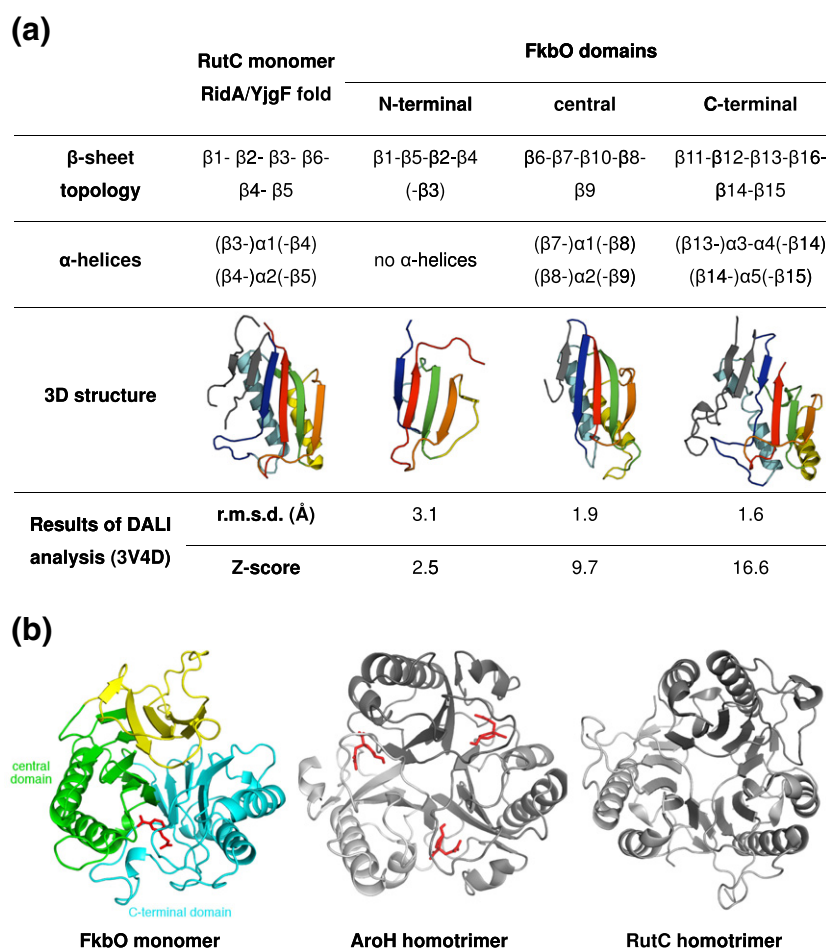 (a)
RutC monomer
RidA/YjgF fold
FkbO domains
N-terminal
central
C-terminal
β-sheet
topology
β1- β2- β3- β6-
β4- β5
β1-β5-β2-β4
(-β3)
β6-β7-β10-β8-
β9
β11-β12-β13-β16-
β14-β15
α-helices
(β3-)α1(-β4)
(β4-)α2(-β5)
no α-helices
(β7-)α1(-β8)
(β8-)α2(-β9)
(β13-)α3-α4(-β14)
(β14-)α5(-β15)
3D structure
Results of DALI
analysis (3V4D)
r.m.s.d. (Å)
3.1
1.9
1.6
Z-score
2.5
9.7
16.6
(b)
central
domain
C-terminal domain
FkbO monomer
AroH homotrimer
RutC homotrimer